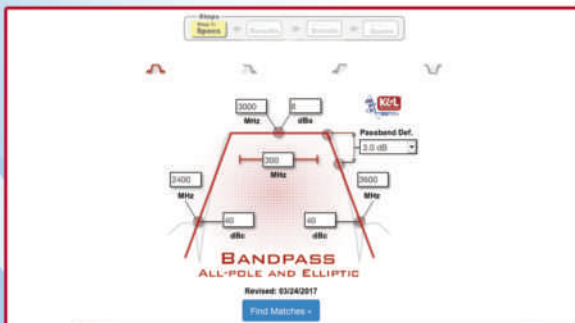 Steps
Specs
3000
MHz
dBa
K&L
Passband Def.
3.0 dB
300
MHz
2400
MHz
3600
MHz
40
dBc
40
dBc
BANDPASS
ALL-POLE AND ELLIPTIC
Revised: 03/24/2017
Find Matches »